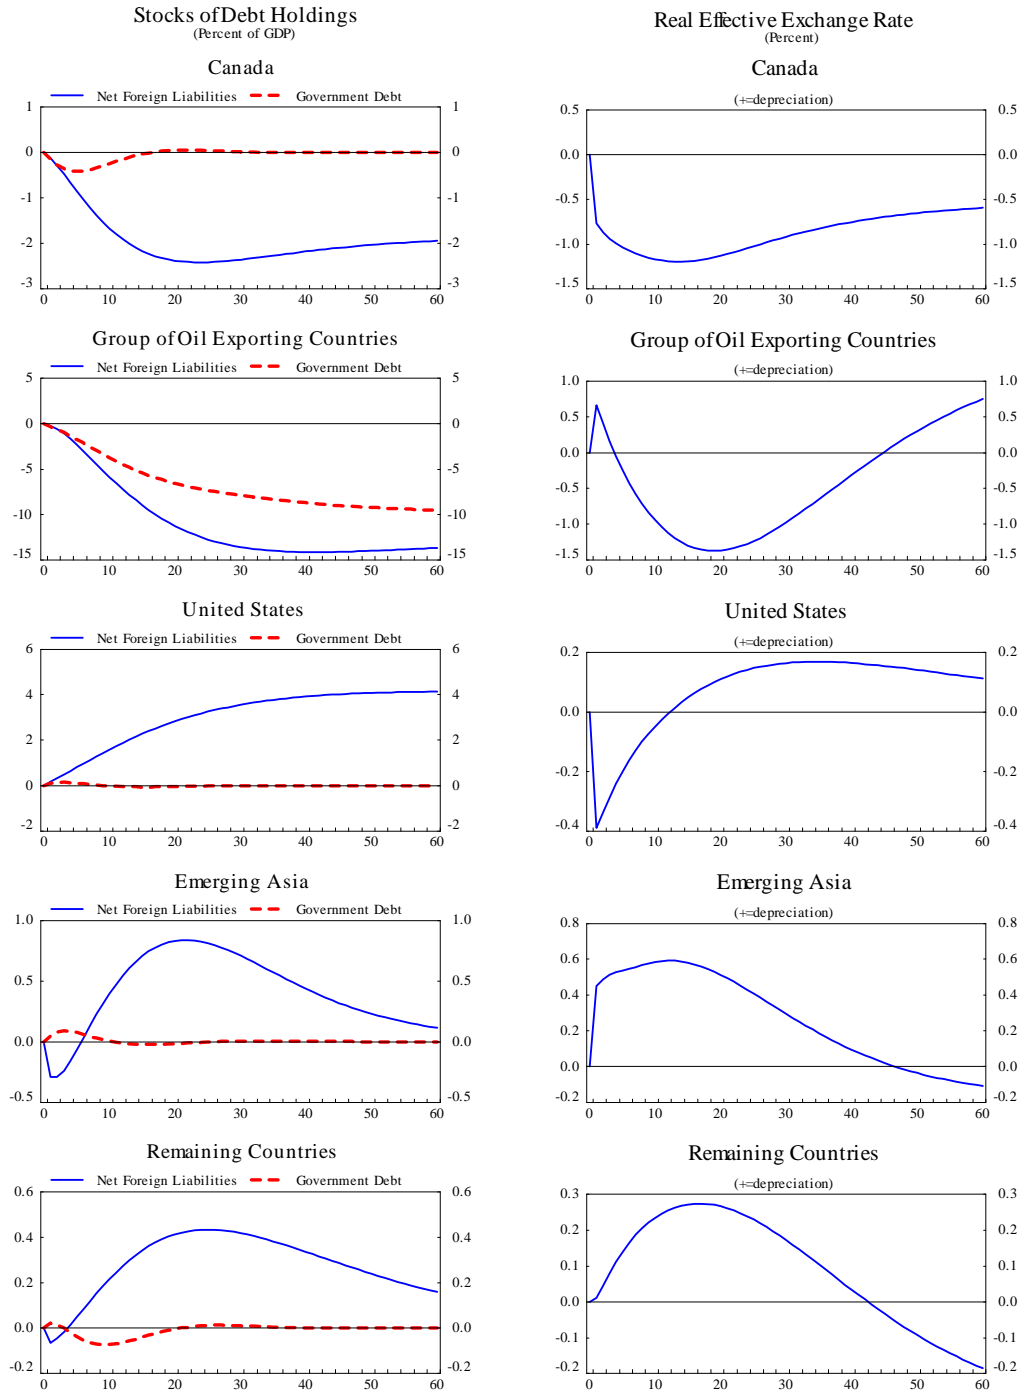 Stocks of Debt Holdings
(Percent of GDP)
Canada
Net Foreign Liabilities Government Debt
1 1
0 0
-1 -1
-2 -2
-3 -3
0 10 20 30 40 50 60
Group of Oil Exporting Countries
Net Foreign Liabilities Government Debt
5 5
0 0
-5 -5
-10 -10
-15 -15
0 10 20 30 40 50 60
United States
Net Foreign Liabilities Government Debt
6 6
4 4
2 2
0 0
-2 -2
0 10 20 30 40 50 60
Emerging Asia
Net Foreign Liabilities Government Debt
1.0 1.0
0.5 0.5
0.0 0.0
-0.5 -0.5
0 10 20 30 40 50 60
Remaining Countries
Net Foreign Liabilities Government Debt
0.6 0.6
0.4 0.4
0.2 0.2
0.0 0.0
-0.2 -0.2
0 10 20 30 40 50 60
Real Effective Exchange Rate
(Percent)
Canada
(+=depreciation)
0.5 0.5
0.0 0.0
-0.5 -0.5
-1.0 -1.0
-1.5 -1.5
0 10 20 30 40 50 60
Group of Oil Exporting Countries
(+=depreciation)
1.0 1.0
0.5 0.5
0.0 0.0
-0.5 -0.5
-1.0 -1.0
-1.5 -1.5
0 10 20 30 40 50 60
United States
(+=depreciation)
0.2 0.2
0.0 0.0
-0.2 -0.2
-0.4 -0.4
0 10 20 30 40 50 60
Emerging Asia
(+=depreciation)
0.8 0.8
0.6 0.6
0.4 0.4
0.2 0.2
0.0 0.0
-0.2 -0.2
0 10 20 30 40 50 60
Remaining Countries
(+=depreciation)
0.3 0.3
0.2 0.2
0.1 0.1
0.0 0.0
-0.1 -0.1
-0.2 -0.2
0 10 20 30 40 50 60